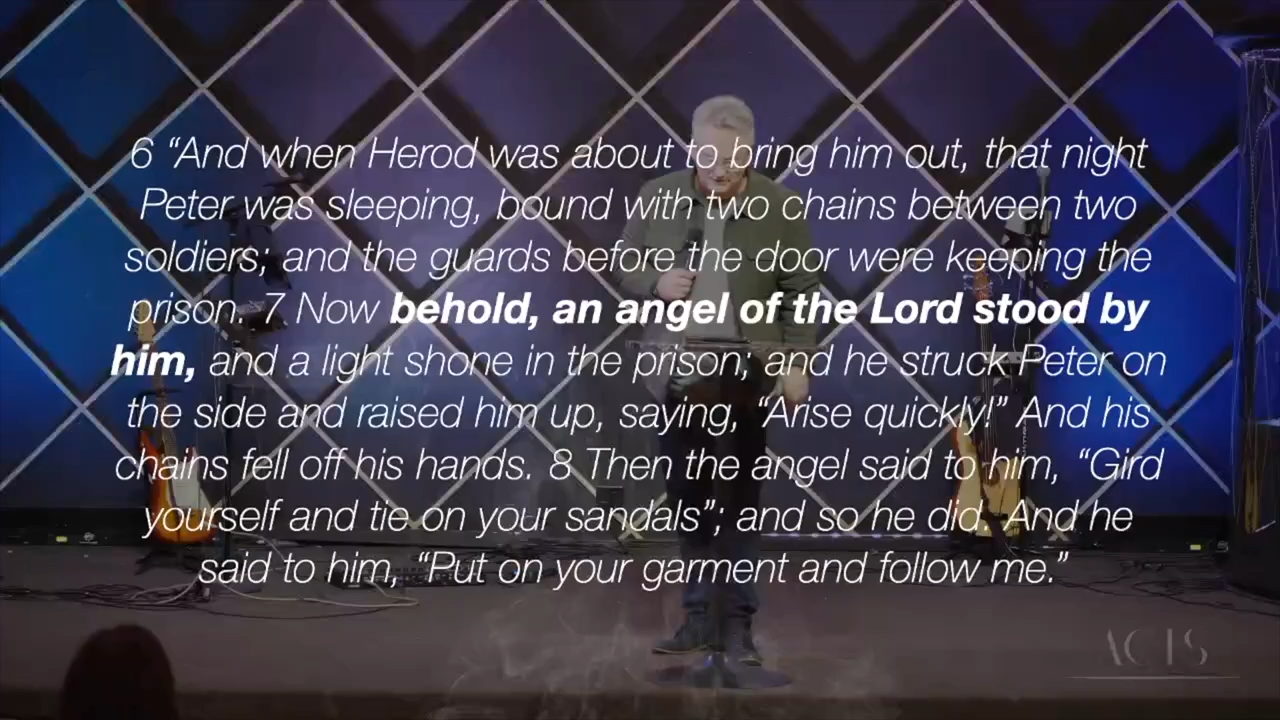 6 “And when Herod was about to bring him out, that night
Peter was sleeping, bound with two chains between two
soldiers; and the guards before the door were keeping the
prison. 7 Now behold, an angel of the Lord stood by
him, and a light shone in the prison; and he struck Peter on
the side and raised him up, saying, “Arise quickly!” And his
chains fell off his hands. 8 Then the angel said to him, “Gird
yourself and tie on your sandals”; and so he did. And he
said to him, “Put on your garment and follow me.”
ACTS